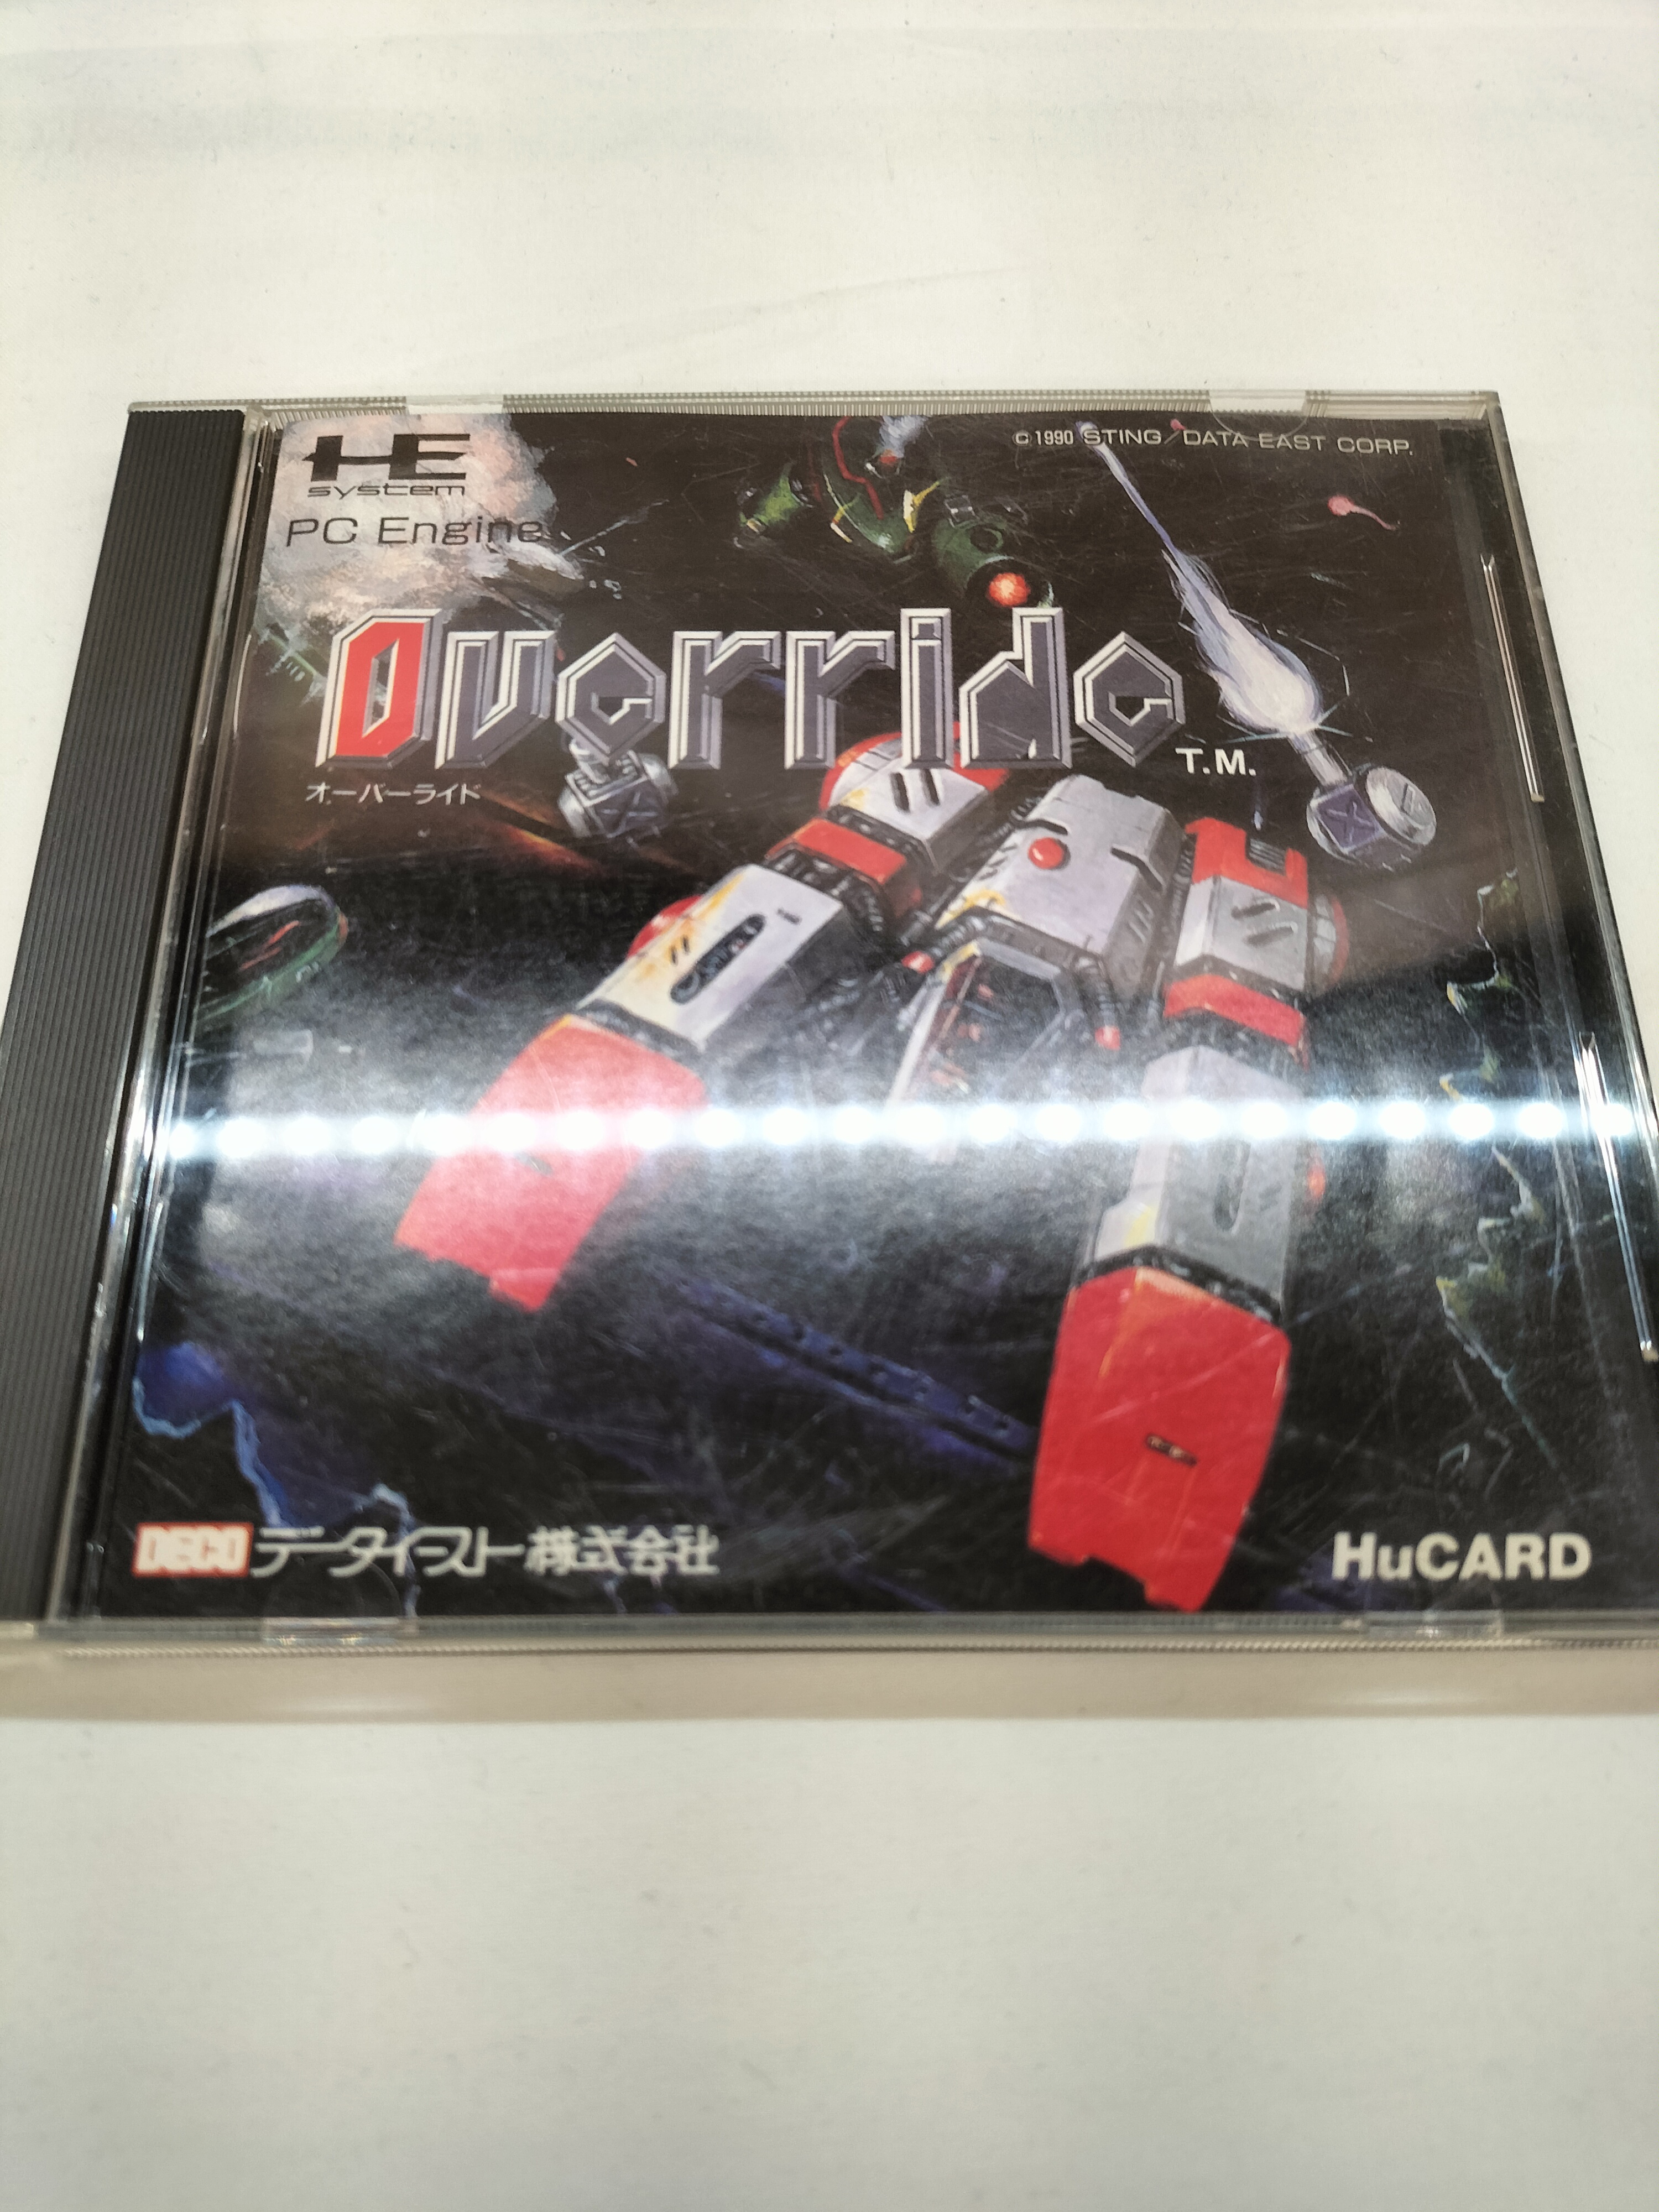 HE
system
PC Engine
© 1990 STING/DATA EAST CORP.
Override T.M.
オーバーライド
DECO データイースト株式会社
HuCARD